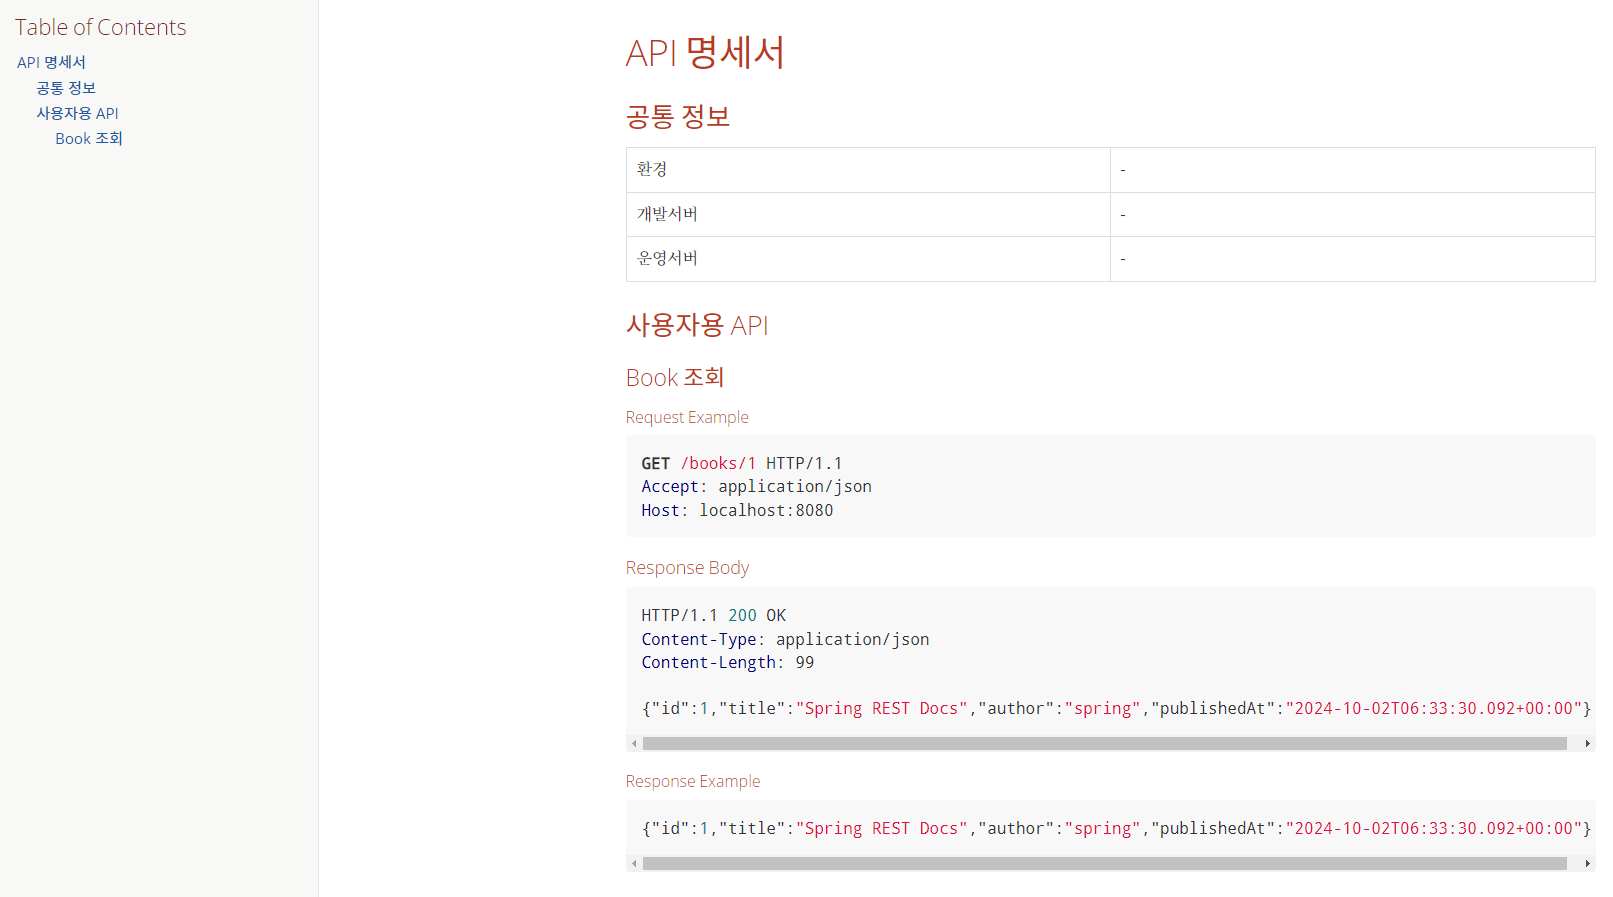 Table of Contents
API 명세서
공통 정보
사용자용 API
Book 조회
API 명세서
공통 정보
환경 -
개발서버 -
운영서버 -
사용자용 API
Book 조회
Request Example
GET /books/1 HTTP/1.1
Accept: application/json
Host: localhost:8080
Response Body
HTTP/1.1 200 OK
Content-Type: application/json
Content-Length: 99
{"id":1,"title":"Spring REST Docs","author":"spring","publishedAt":"2024-10-02T06:33:30.092+00:00"}
Response Example
{"id":1,"title":"Spring REST Docs","author":"spring","publishedAt":"2024-10-02T06:33:30.092+00:00"}